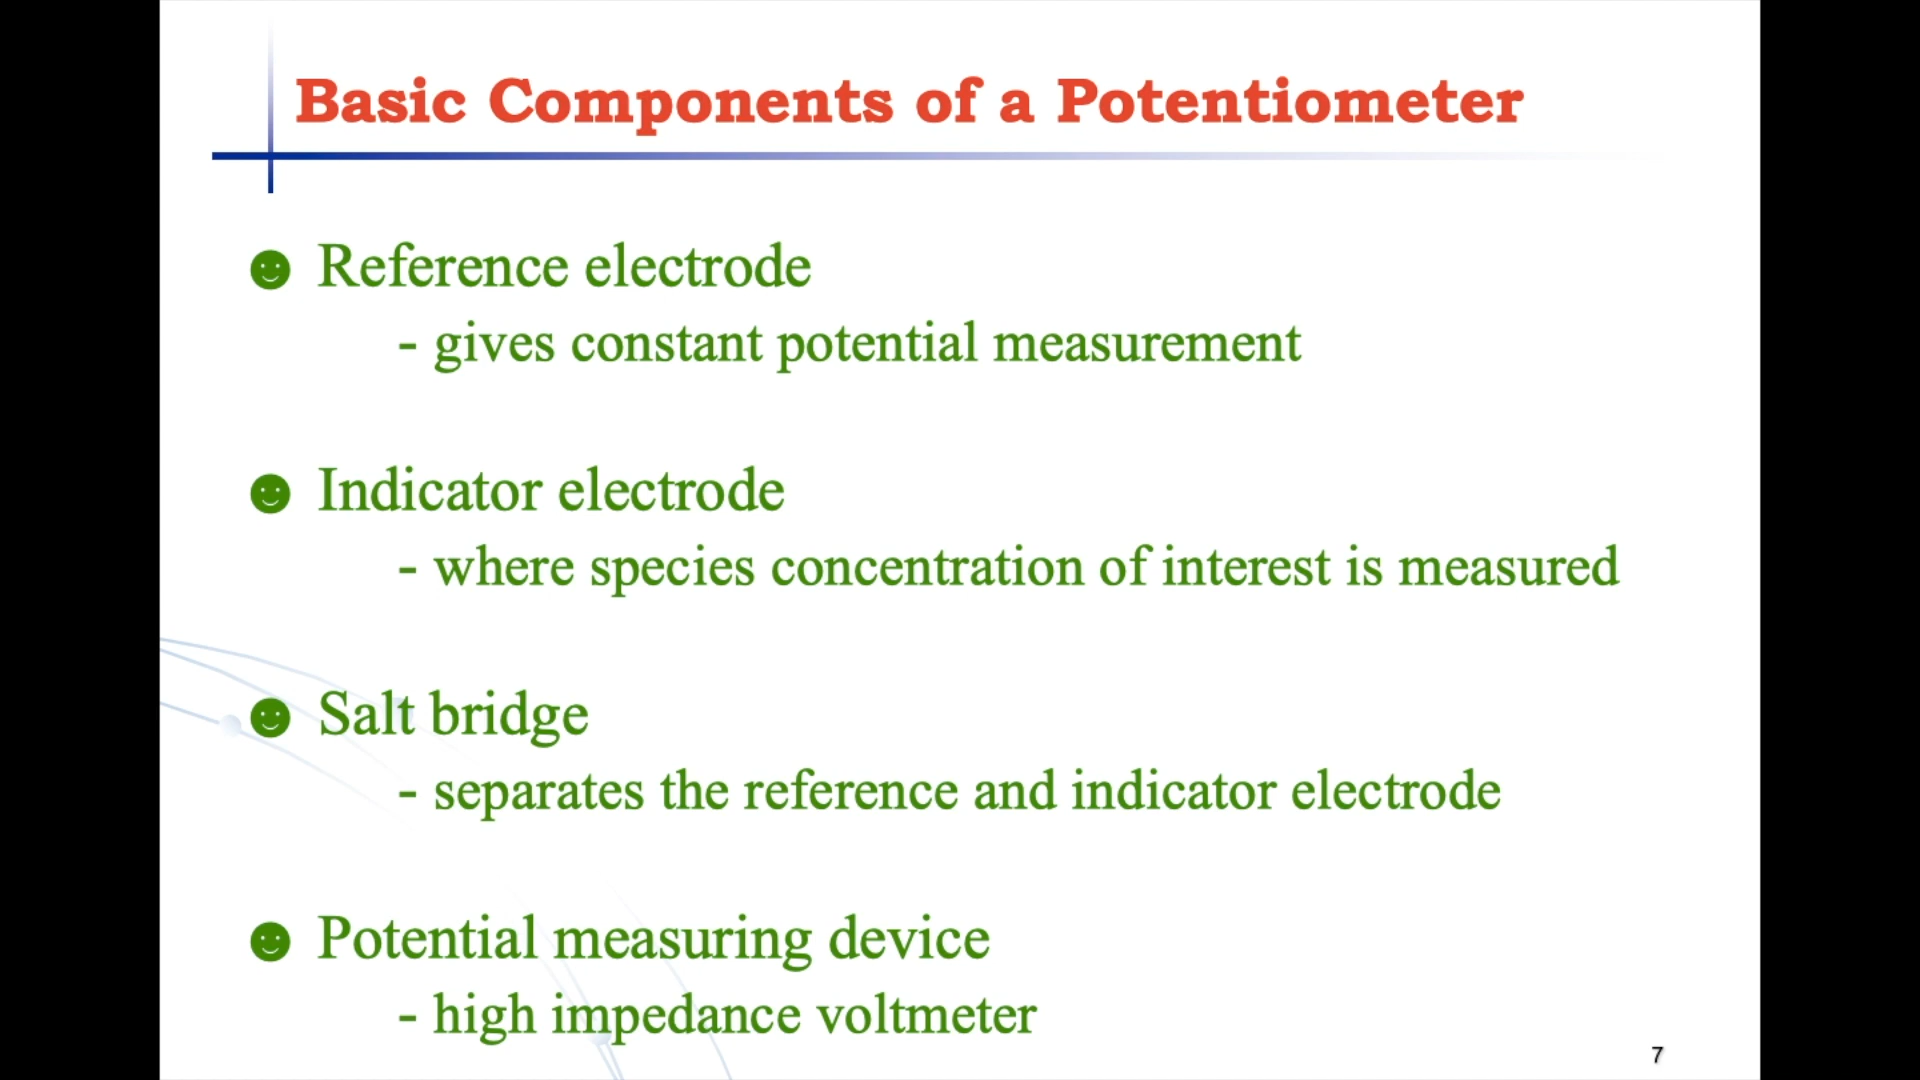 Basic Components of a Potentiometer
☻ Reference electrode
- gives constant potential measurement
☻ Indicator electrode
- where species concentration of interest is measured
☻ Salt bridge
- separates the reference and indicator electrode
☻ Potential measuring device
- high impedance voltmeter
7